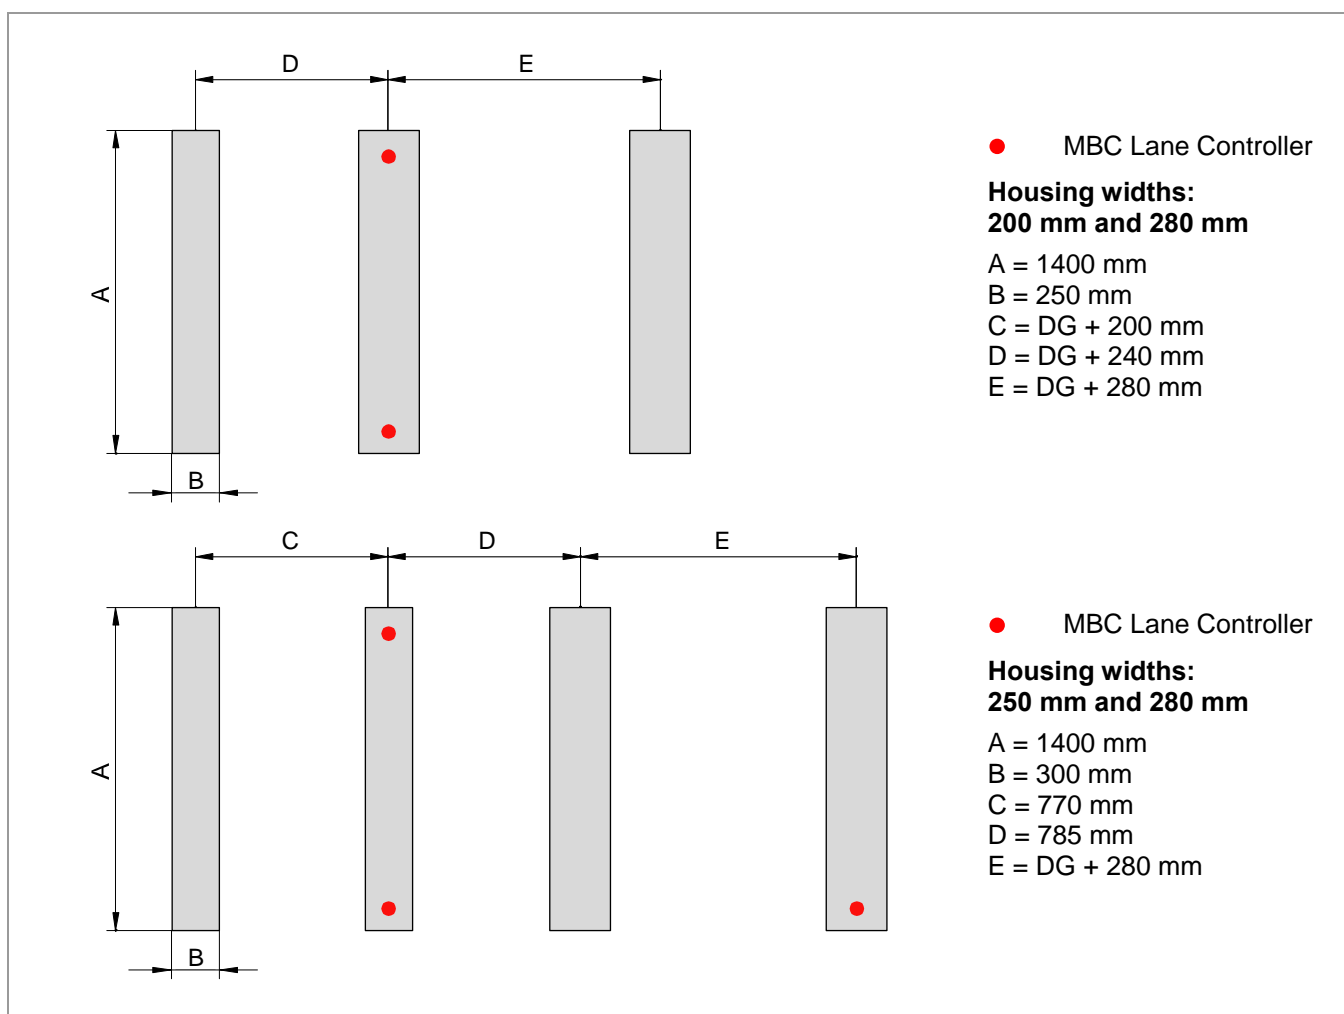 D
E
A
B
MBC Lane Controller
Housing widths:
200 mm and 280 mm
A = 1400 mm
B = 250 mm
C = DG + 200 mm
D = DG + 240 mm
E = DG + 280 mm
C
D
E
A
B
MBC Lane Controller
Housing widths:
250 mm and 280 mm
A = 1400 mm
B = 300 mm
C = 770 mm
D = 785 mm
E = DG + 280 mm